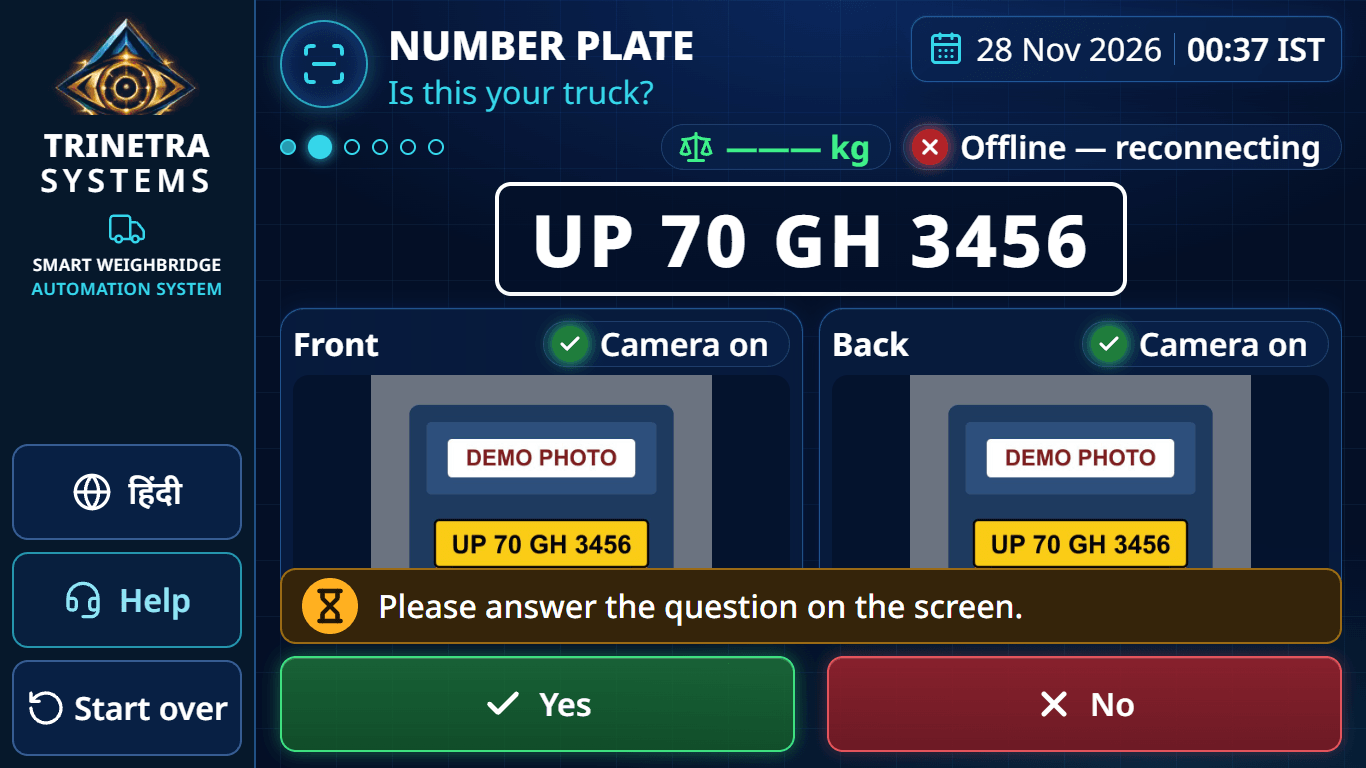 TRINETRA
SYSTEMS
SMART WEIGHBRIDGE
AUTOMATION SYSTEM
हिंदी
Help
Start over
NUMBER PLATE
Is this your truck?
28 Nov 2026 00:37 IST
——— kg
Offline — reconnecting
UP 70 GH 3456
Front
Camera on
DEMO PHOTO
UP 70 GH 3456
Back
Camera on
DEMO PHOTO
UP 70 GH 3456
Please answer the question on the screen.
Yes
No